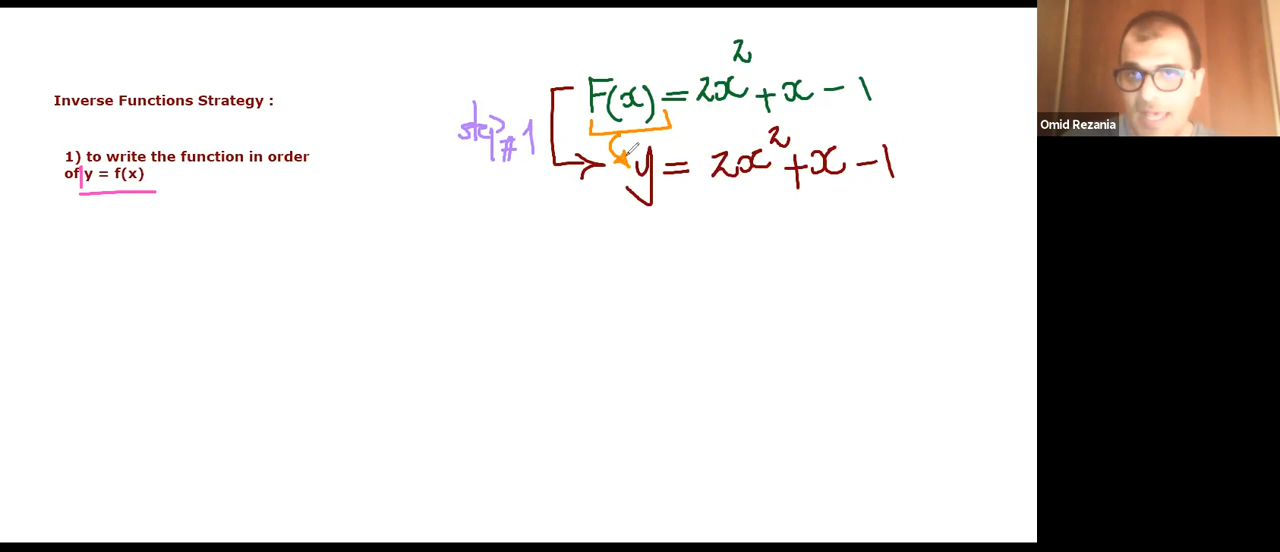 Inverse Functions Strategy :
1) to write the function in order
of y = f(x)
step #1
F(x) = 2x² + x - 1
y = 2x² + x - 1
Omid Rezania